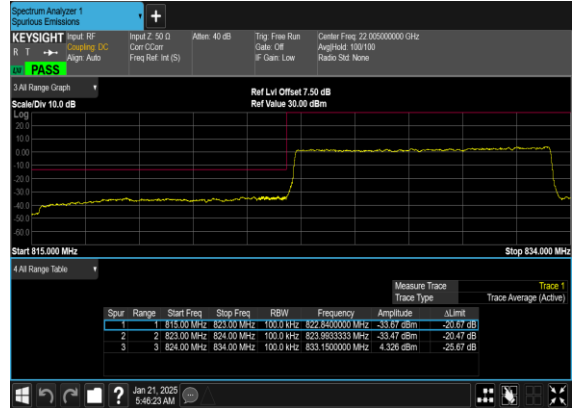 Spectrum Analyzer 1
Spurious Emissions
KEYSIGHT Input: RF Input Z: 50 Ω Atten: 40 dB Trig: Free Run Center Freq: 22.005000000 GHz
R T Coupling: DC Corr CCorr Gate: Off Avg|Hold: 100/100
Align: Auto Freq Ref: Int (S) IF Gain: Low Radio Std: None
LW PASS
3 All Range Graph
Ref Lvl Offset 7.50 dB
Scale/Div 10.0 dB Ref Value 30.00 dBm
Log
20.0
10.0
0.00
-10.0
-20.0
-30.0
-40.0
-50.0
-60.0
Start 815.000 MHz Stop 834.000 MHz
4 All Range Table
Measure Trace Trace 1
Trace Type Trace Average (Active)
Spur Range Start Freq Stop Freq RBW Frequency Amplitude ΔLimit
1 1 815.00 MHz 823.00 MHz 100.0 kHz 822.8400000 MHz -33.67 dBm -20.67 dB
2 2 823.00 MHz 824.00 MHz 100.0 kHz 823.9933333 MHz -33.47 dBm -20.47 dB
3 3 824.00 MHz 834.00 MHz 100.0 kHz 833.1500000 MHz 4.326 dBm -25.67 dB
? Jan 21, 2025
5:46:23 AM